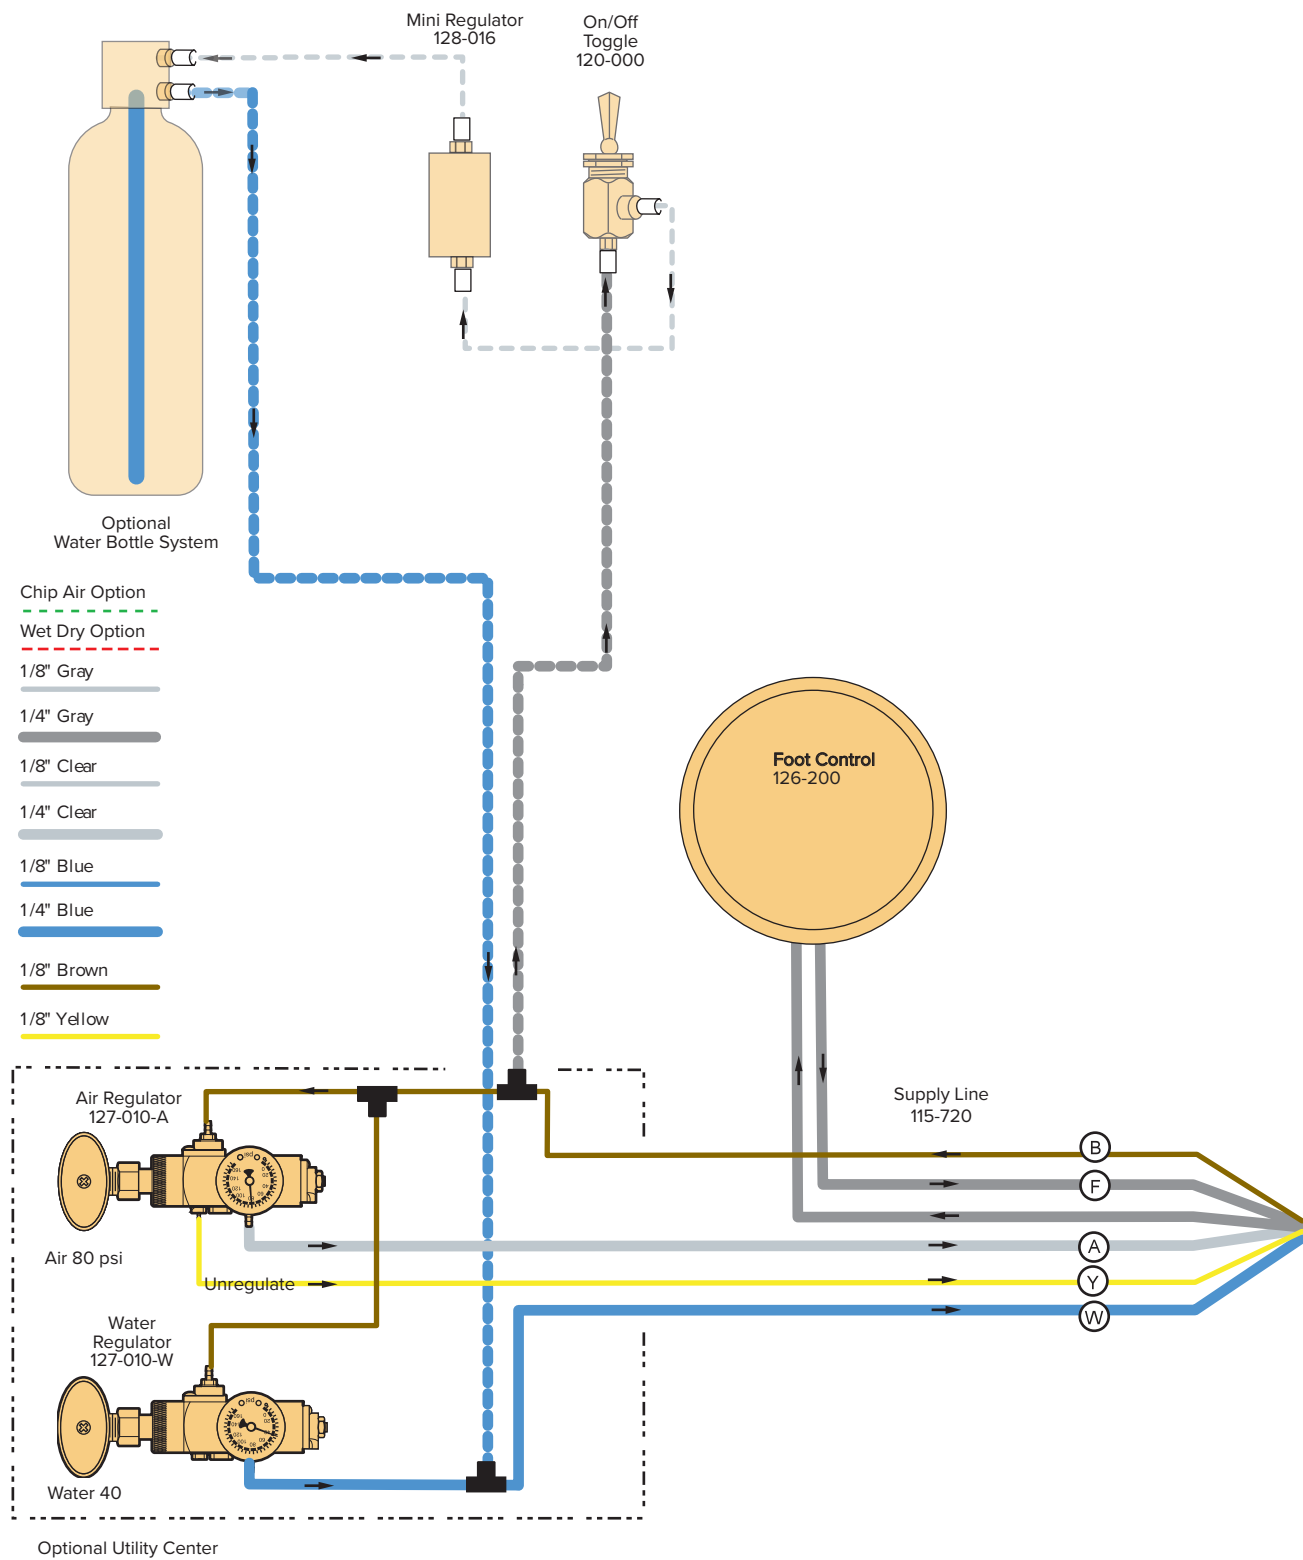 Mini Regulator
128-016
On/Off
Toggle
120-000
Optional
Water Bottle System
Chip Air Option
Wet Dry Option
1/8" Gray
1/4" Gray
1/8" Clear
1/4" Clear
1/8" Blue
1/4" Blue
1/8" Brown
1/8" Yellow
Foot Control
126-200
Supply Line
115-720
B
F
A
Y
W
Air Regulator
127-010-A
Air 80 psi
Unregulate
Water
Regulator
127-010-W
Water 40
Optional Utility Center